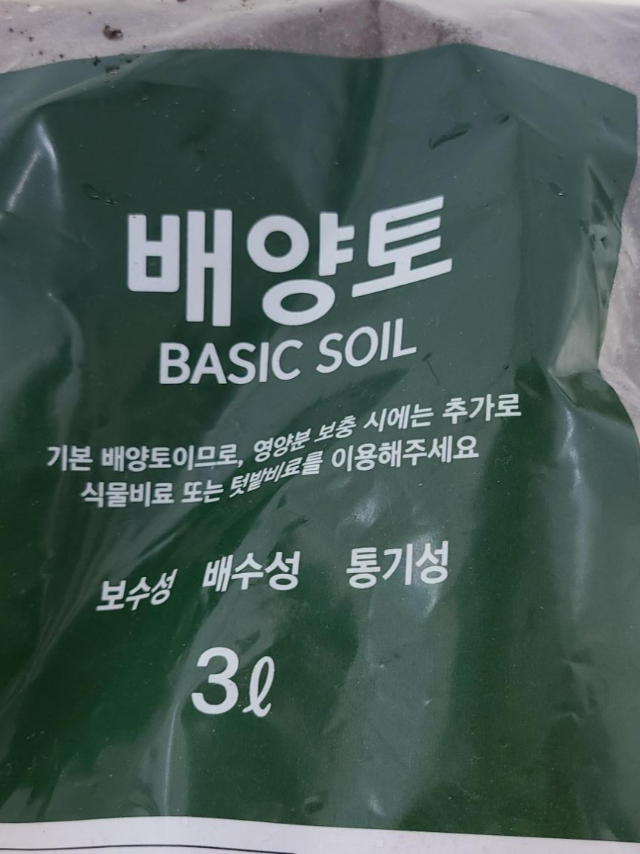 배양토
BASIC SOIL
기본 배양토이므로, 영양분 보충 시에는 추가로
식물비료 또는 텃밭비료를 이용해주세요
보수성 배수성 통기성
3ℓ